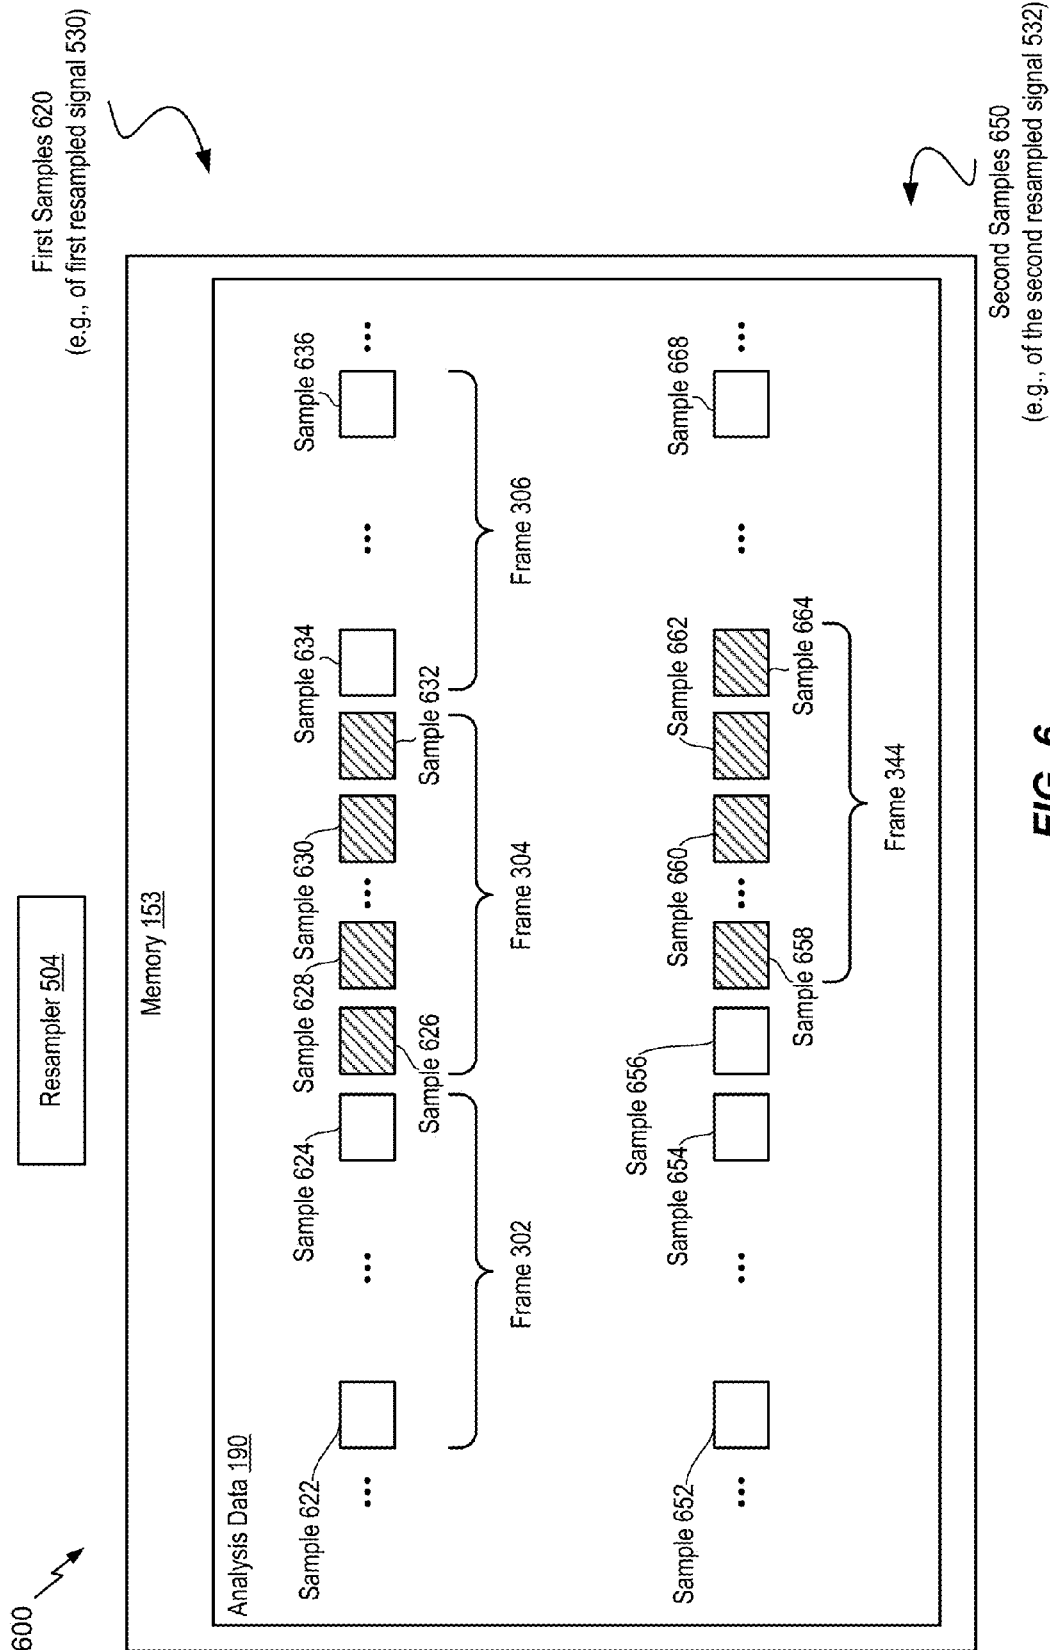 600
Resampler 504
First Samples 620
(e.g., of first resampled signal 530)
Memory 153
Analysis Data 190
Sample 622
Sample 624
Sample 628
Sample 630
Sample 634
Sample 636
...
...
...
...
...
Sample 626
Sample 632
Frame 302
Frame 304
Frame 306
Sample 652
Sample 654
Sample 656
Sample 660
Sample 662
Sample 668
...
...
...
...
...
Sample 658
Sample 664
Frame 344
Second Samples 650
(e.g., of the second resampled signal 532)
FIG. 6